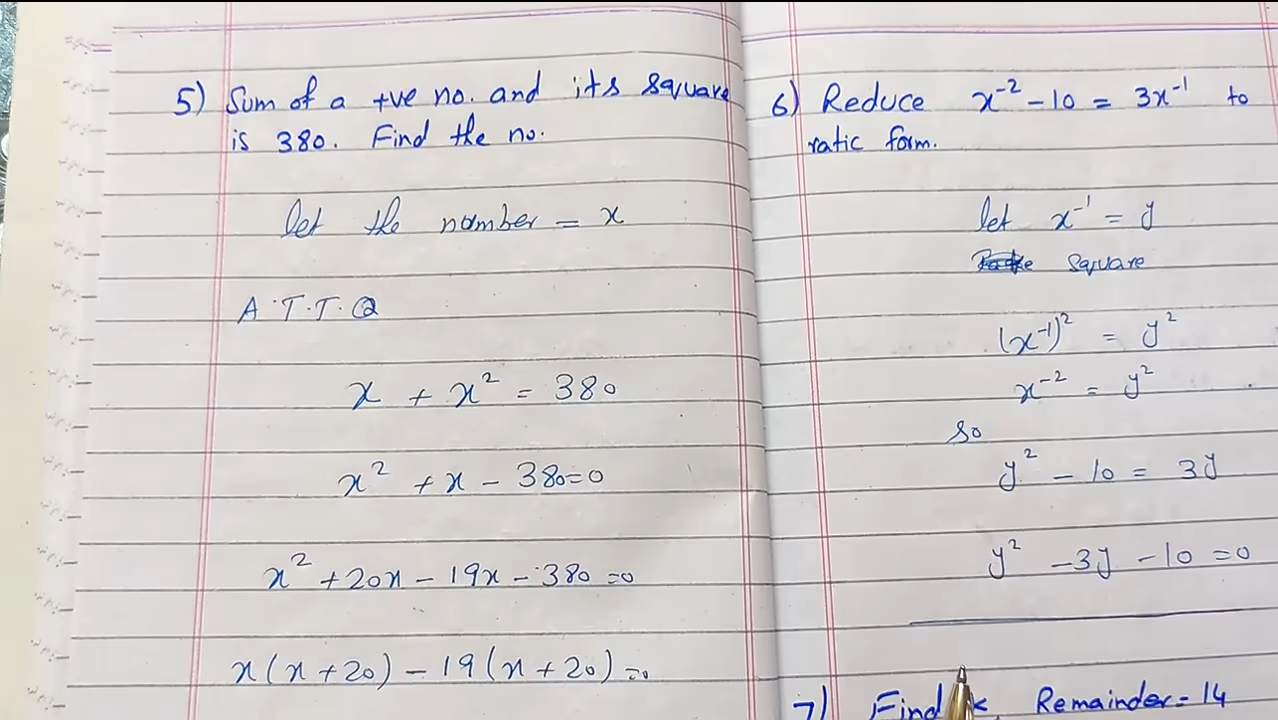 5) Sum of a +ve no. and its square
is 380. Find the no.
let the number = x
A.T.T.Q
x + x² = 380
x² + x - 380=0
x² + 20x - 19x - 380 =0
x(x+20) - 19(x+20) =0
6) Reduce x⁻² - 10 = 3x⁻¹ to
ratic form.
let x⁻¹ = y
square
(x⁻¹)² = y²
x⁻² = y²
so
y² - 10 = 3y
y² - 3y - 10 =0
7) Find Remainder = 14